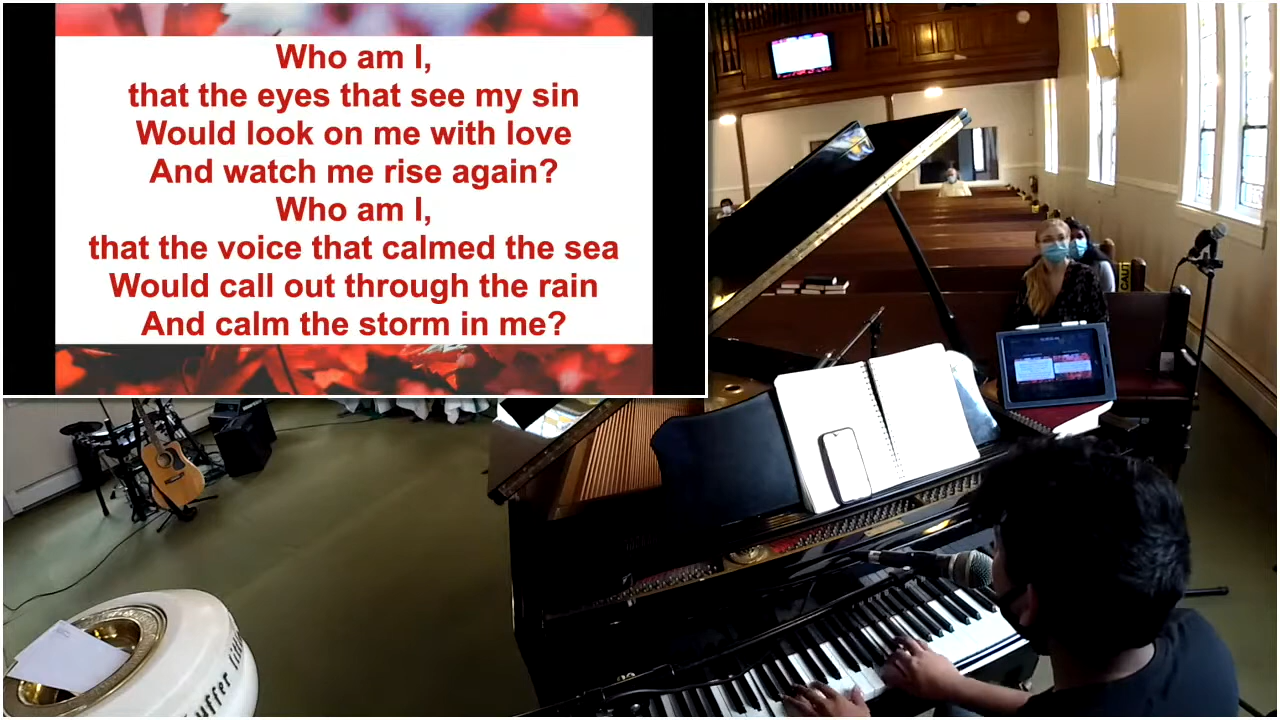 Who am I,
that the eyes that see my sin
Would look on me with love
And watch me rise again?
Who am I,
that the voice that calmed the sea
Would call out through the rain
And calm the storm in me?
uffer
CAUT